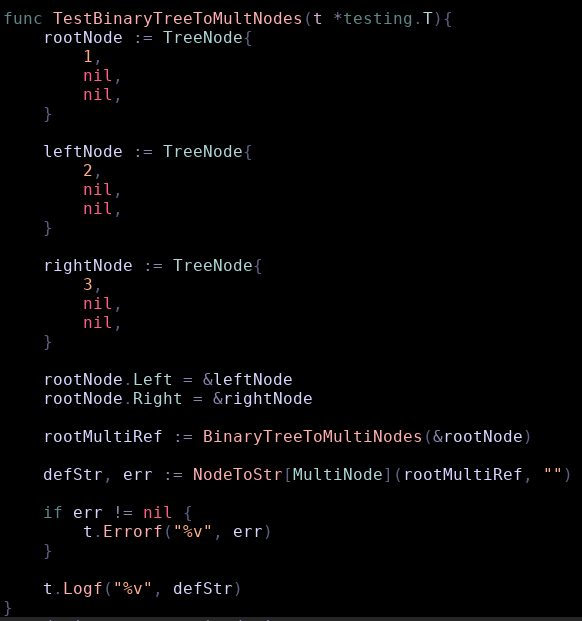 func TestBinaryTreeToMultNodes(t *testing.T){
    rootNode := TreeNode{
        1,
        nil,
        nil,
    }

    leftNode := TreeNode{
        2,
        nil,
        nil,
    }

    rightNode := TreeNode{
        3,
        nil,
        nil,
    }

    rootNode.Left = &leftNode
    rootNode.Right = &rightNode

    rootMultiRef := BinaryTreeToMultiNodes(&rootNode)

    defStr, err := NodeToStr[MultiNode](rootMultiRef, "")

    if err != nil {
        t.Errorf("%v", err)
    }

    t.Logf("%v", defStr)
}